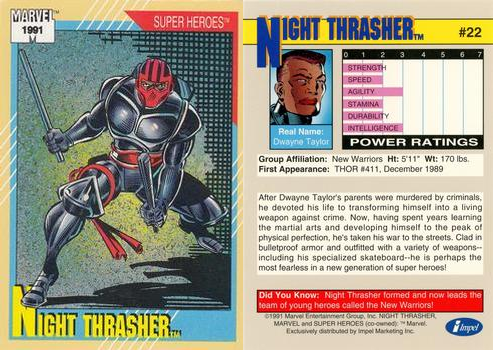 MARVEL
1991
M
SUPER HEROES™
NIGHT THRASHER™
NIGHT THRASHER™
#22
0 1 2 3 4 5 6 7
STRENGTH
SPEED
AGILITY
STAMINA
DURABILITY
INTELLIGENCE
Real Name:
Dwayne Taylor
POWER RATINGS
Group Affiliation: New Warriors Ht: 5'11" Wt: 170 lbs.
First Appearance: THOR #411, December 1989
After Dwayne Taylor's parents were murdered by criminals,
he devoted his life to transforming himself into a living
weapon against crime. Now, having spent years learning
the martial arts and developing himself to the peak of
physical perfection, he's taken his war to the streets. Clad in
bulletproof armor and outfitted with a variety of weapons--
including his specialized skateboard--he is perhaps the
most fearless in a new generation of super heroes!
Did You Know: Night Thrasher formed and now leads the
team of young heroes called the New Warriors!
©1991 Marvel Entertainment Group, Inc. NIGHT THRASHER,
MARVEL and SUPER HEROES (co-owned): ™ Marvel.
Exclusively distributed by Impel Marketing Inc.
Impel